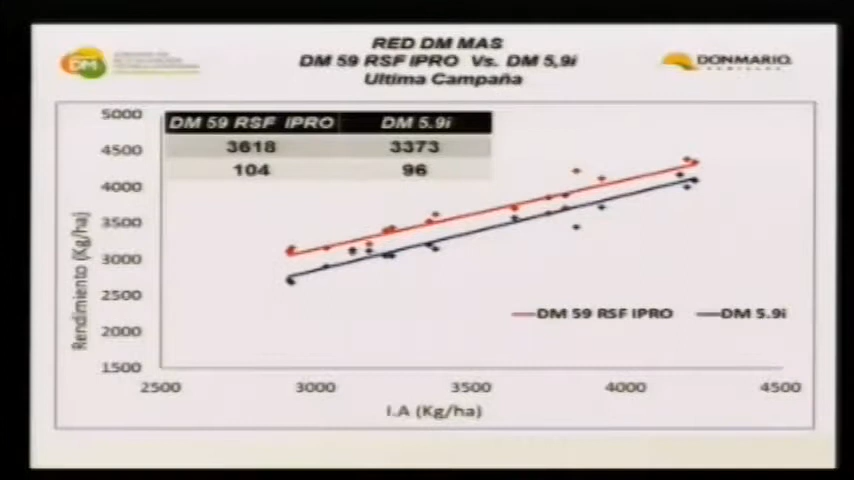 RED DM MAS
DM 59 RSF IPRO Vs. DM 5,9i
Ultima Campaña
DM
DONMARIO
DM 59 RSF IPRO DM 5.9i
3618 3373
104 96
5000
4500
4000
3500
3000
2500
2000
1500
Rendimiento (Kg/ha)
DM 59 RSF IPRO DM 5.9i
2500 3000 3500 4000 4500
I.A (Kg/ha)